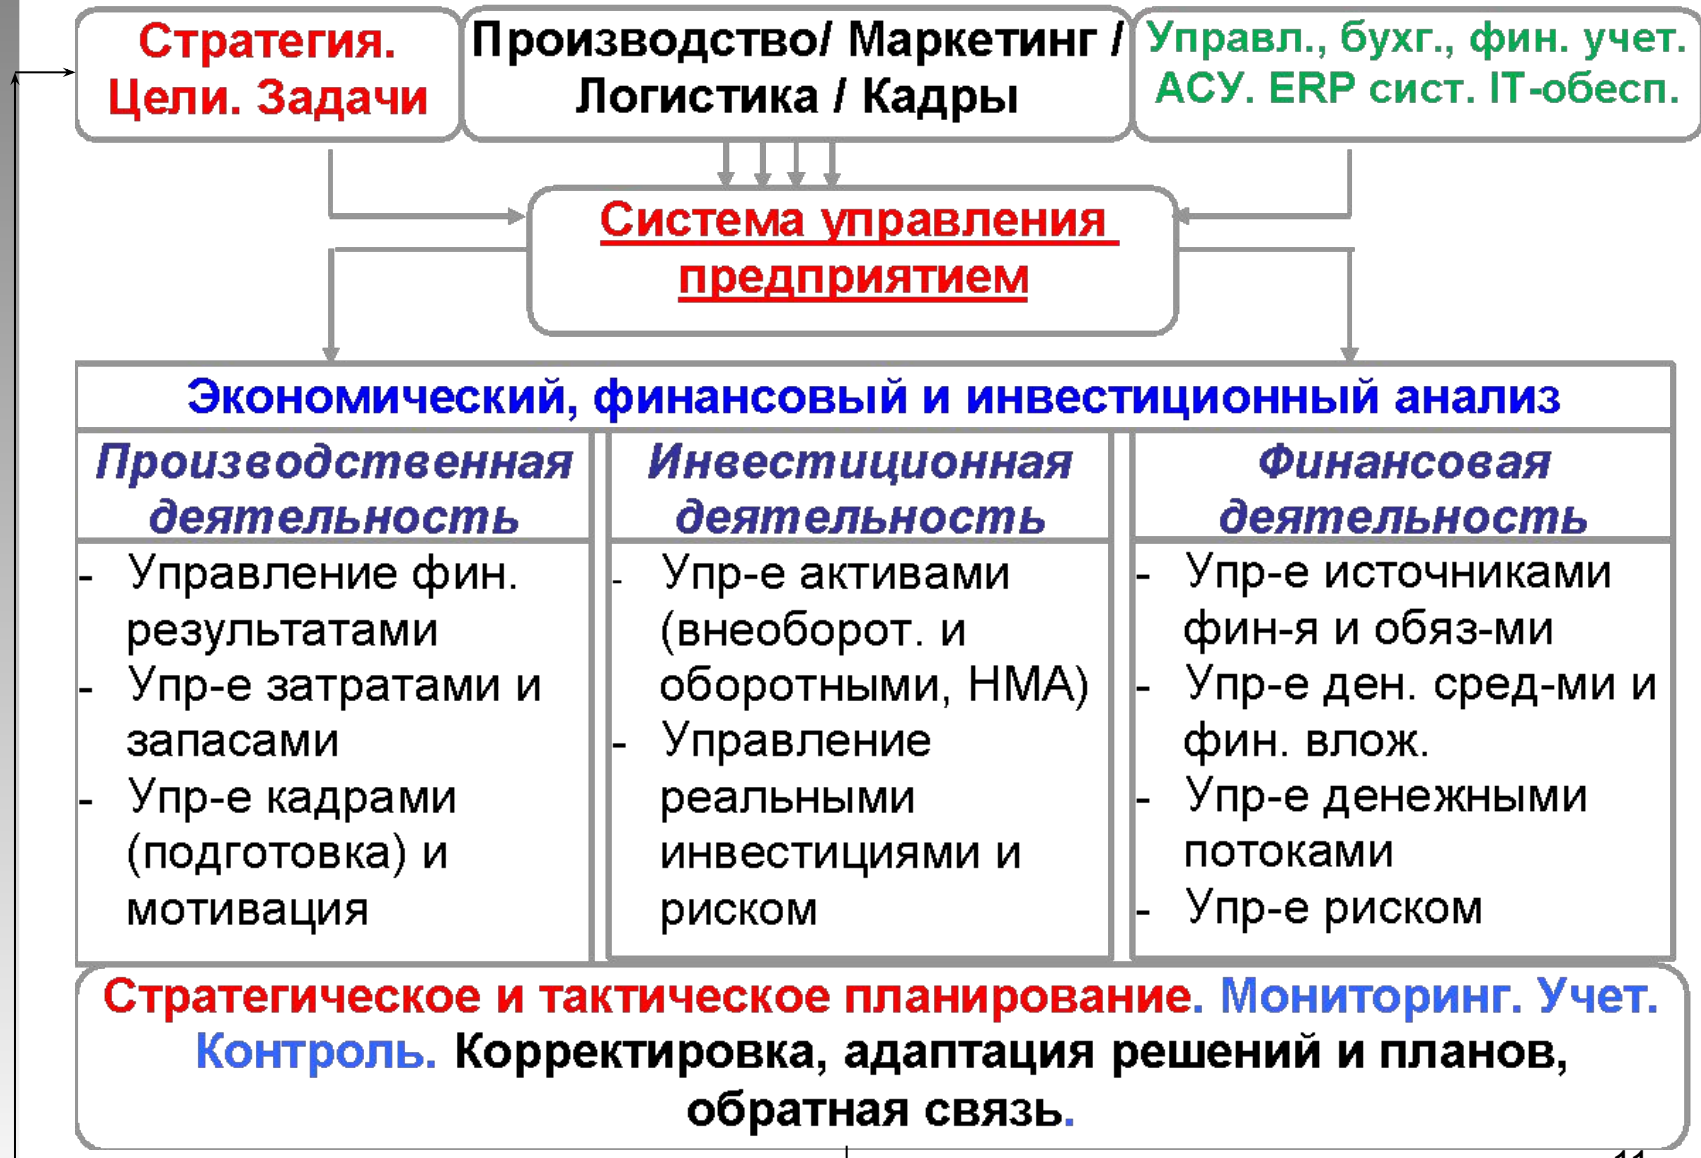 Стратегия.
Цели. Задачи
Производство/ Маркетинг /
Логистика / Кадры
Управл., бухг., фин. учет.
АСУ. ERP сист. IT-обесп.
Система управления
предприятием
Экономический, финансовый и инвестиционный анализ
Производственная
деятельность
- Управление фин.
результатами
- Упр-е затратами и
запасами
- Упр-е кадрами
(подготовка) и
мотивация
Инвестиционная
деятельность
- Упр-е активами
(внеоборот. и
оборотными, НМА)
- Управление
реальными
инвестициями и
риском
Финансовая
деятельность
- Упр-е источниками
фин-я и обяз-ми
- Упр-е ден. сред-ми и
фин. влож.
- Упр-е денежными
потоками
- Упр-е риском
Стратегическое и тактическое планирование. Мониторинг. Учет.
Контроль. Корректировка, адаптация решений и планов,
обратная связь.
11